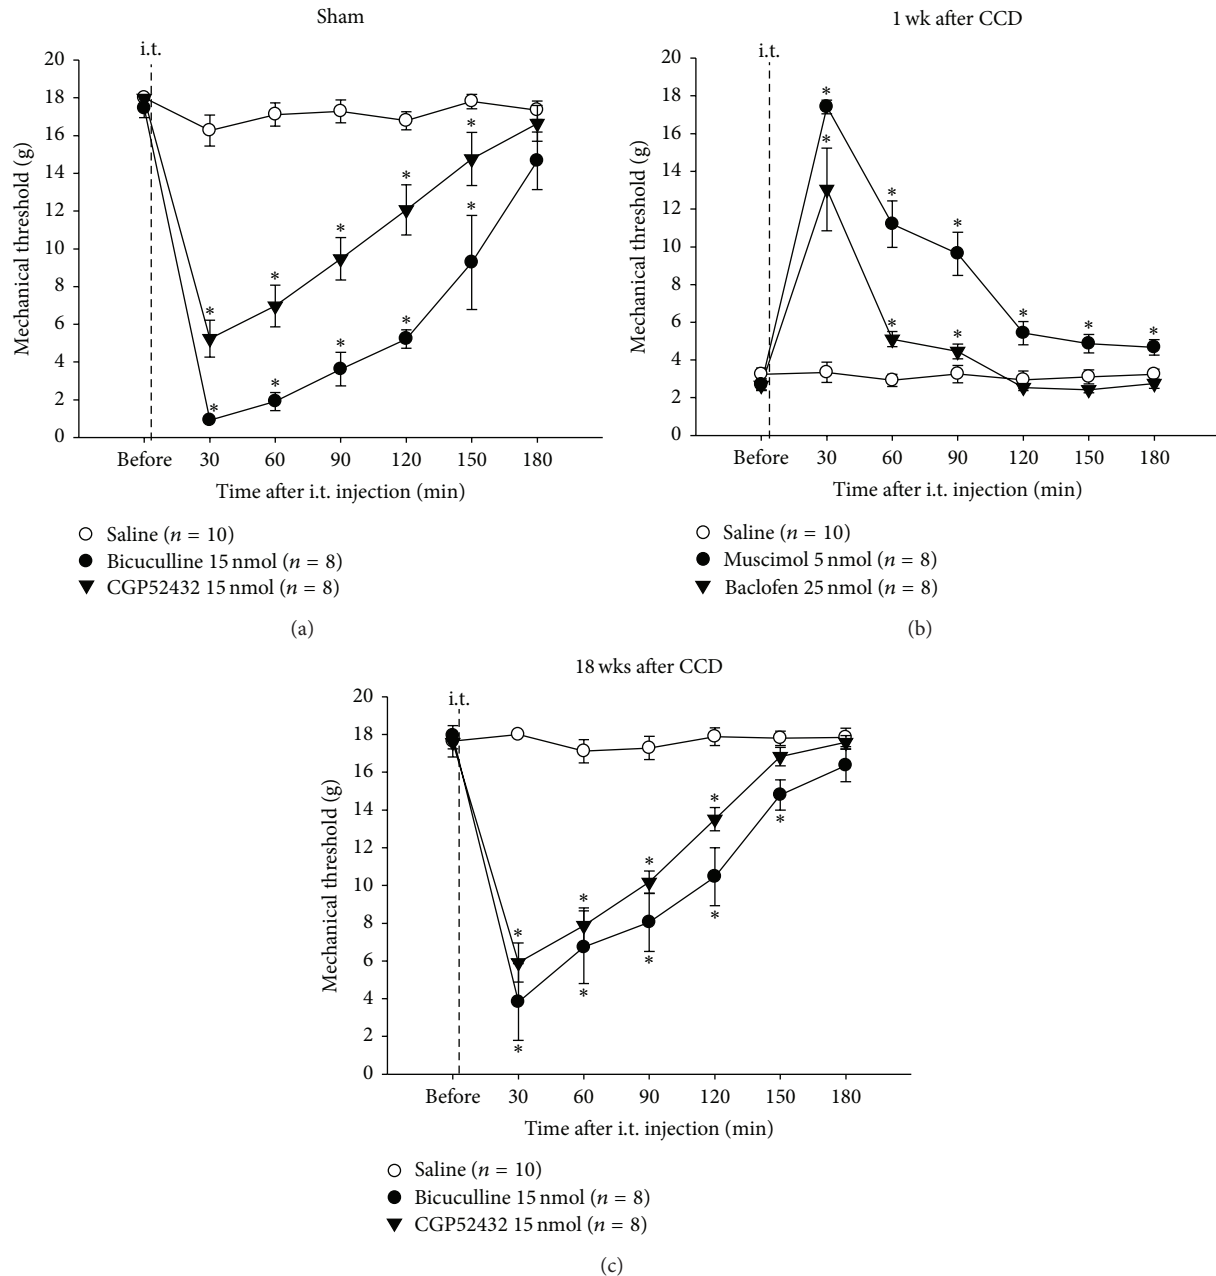 Sham
i.t.
20
18
16
14
12
10
8
6
4
2
0
Mechanical threshold (g)
* * * * * * * * * *
Before 30 60 90 120 150 180
Time after i.t. injection (min)
Saline (n = 10)
Bicuculline 15 nmol (n = 8)
CGP52432 15 nmol (n = 8)
(a)
1 wk after CCD
i.t.
20
18
16
14
12
10
8
6
4
2
0
Mechanical threshold (g)
* * * * * * * * *
Before 30 60 90 120 150 180
Time after i.t. injection (min)
Saline (n = 10)
Muscimol 5 nmol (n = 8)
Baclofen 25 nmol (n = 8)
(b)
18 wks after CCD
i.t.
20
18
16
14
12
10
8
6
4
2
0
Mechanical threshold (g)
* * * * * * * * *
Before 30 60 90 120 150 180
Time after i.t. injection (min)
Saline (n = 10)
Bicuculline 15 nmol (n = 8)
CGP52432 15 nmol (n = 8)
(c)